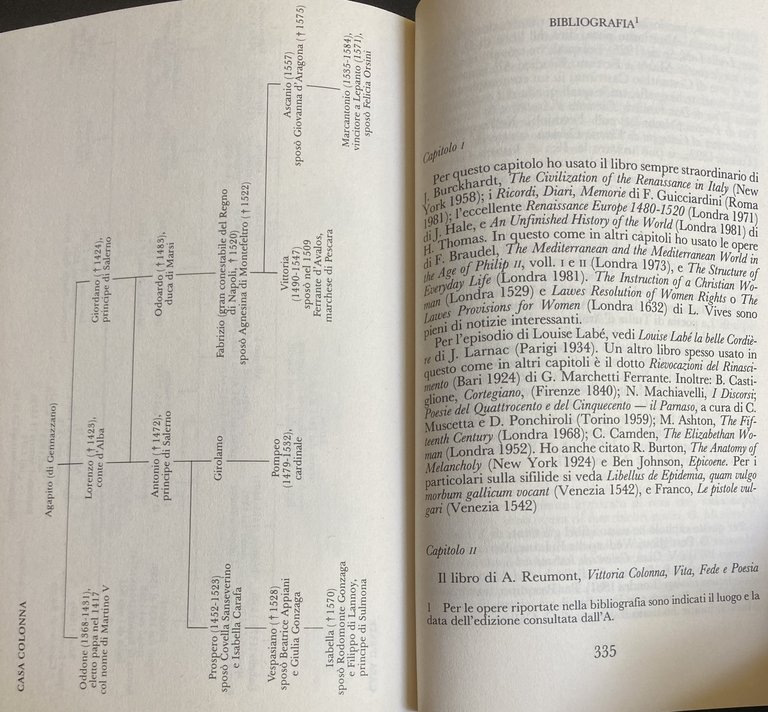 CASA COLONNA
Agapito (di Gennazzano)
Oddone (1368-1431),
eletto papa nel 1417
col nome di Martino V
Lorenzo († 1423),
conte d'Alba
Giordano († 1424),
principe di Salerno
Antonio († 1472),
principe di Salerno
Odoardo († 1483),
duca di Marsi
Prospero (1452-1523)
sposò Covella Sanseverino
e Isabella Carafa
Girolamo
Fabrizio (gran conestabile del Regno
di Napoli, † 1520)
sposò Agnesina di Montefeltro († 1522)
Vespasiano († 1528)
sposò Beatrice Appiani
e Giulia Gonzaga
Pompeo
(1479-1532),
cardinale
Vittoria
(1490-1547)
sposò nel 1509
Ferrante d'Avalos,
marchese di Pescara
Ascanio (1557)
sposò Giovanna d'Aragona († 1575)
Isabella († 1570)
sposò Rodomonte Gonzaga
e Filippo di Lannoy,
principe di Sulmona
Marcantonio (1535-1584),
vincitore a Lepanto (1571),
sposò Felicia Orsini
BIBLIOGRAFIA¹
Capitolo I
Per questo capitolo ho usato il libro sempre straordinario di
J. Burckhardt, The Civilization of the Renaissance in Italy (New
York 1958); i Ricordi, Diari, Memorie di F. Guicciardini (Roma
1981); l'eccellente Renaissance Europe 1480-1520 (Londra 1971)
di J. Hale, e An Unfinished History of the World (Londra 1981) di
H. Thomas. In questo come in altri capitoli ho usato le opere
di F. Braudel, The Mediterranean and the Mediterranean World in
the Age of Philip II, voll. I e II (Londra 1973), e The Structure of
Everyday Life (Londra 1981). The Instruction of a Christian Wo-
man (Londra 1529) e Lawes Resolution of Women Rights o The
Lawes Provisions for Women (Londra 1632) di L. Vives sono
pieni di notizie interessanti.
Per l'episodio di Louise Labé, vedi Louise Labé la belle Cordiè-
re di J. Larnac (Parigi 1934). Un altro libro spesso usato in
questo come in altri capitoli è il dotto Rievocazioni del Rinasci-
mento (Bari 1924) di G. Marchetti Ferrante. Inoltre: B. Casti-
glione, Cortegiano, (Firenze 1840); N. Machiavelli, I Discorsi;
Poesie del Quattrocento e del Cinquecento — il Parnaso, a cura di C.
Muscetta e D. Ponchiroli (Torino 1959); M. Ashton, The Fif-
teenth Century (Londra 1968); C. Camden, The Elizabethan Wo-
man (Londra 1952). Ho anche citato R. Burton, The Anatomy of
Melancholy (New York 1924) e Ben Johnson, Epicoene. Per i
particolari sulla sifilide si veda Libellus de Epidemia, quam vulgo
morbum gallicum vocant (Venezia 1542), e Franco, Le pistole vul-
gari (Venezia 1542)
Capitolo II
Il libro di A. Reumont, Vittoria Colonna, Vita, Fede e Poesia
1 Per le opere riportate nella bibliografia sono indicati il luogo e la
data dell'edizione consultata dall'A.
335